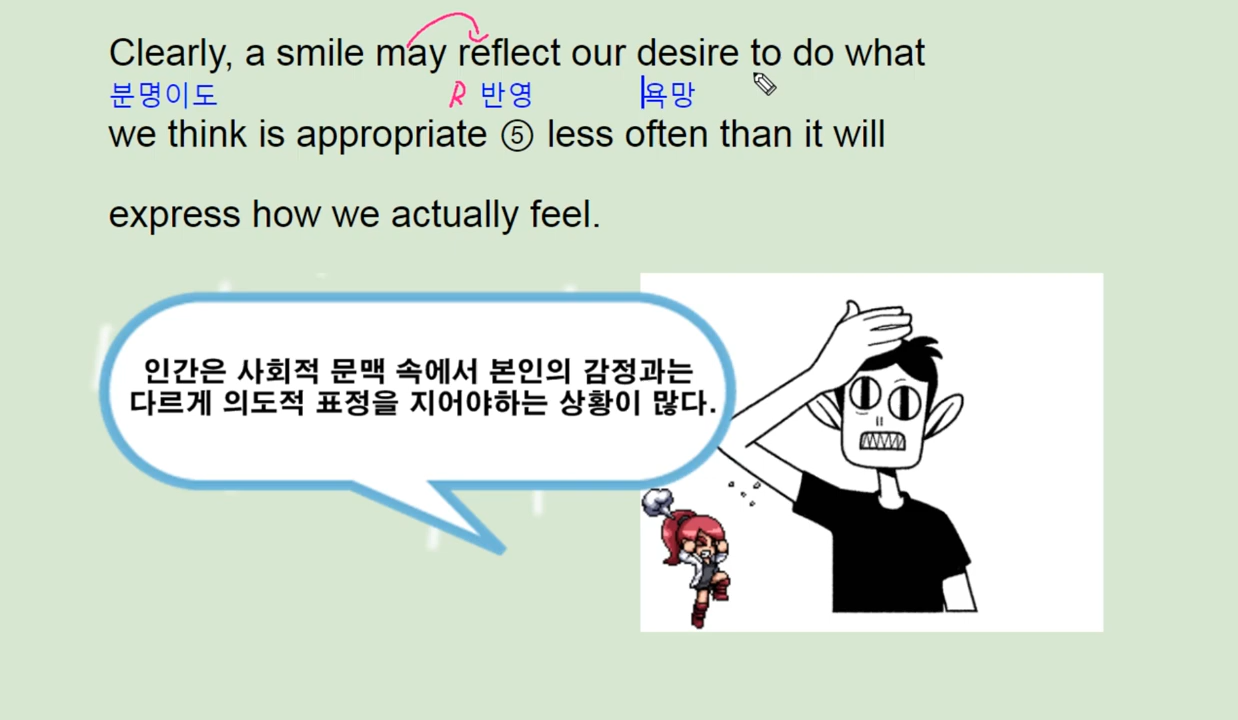 Clearly, a smile may reflect our desire to do what
분명이도 R 반영 욕망
we think is appropriate ⑤ less often than it will
express how we actually feel.
인간은 사회적 문맥 속에서 본인의 감정과는
다르게 의도적 표정을 지어야하는 상황이 많다.